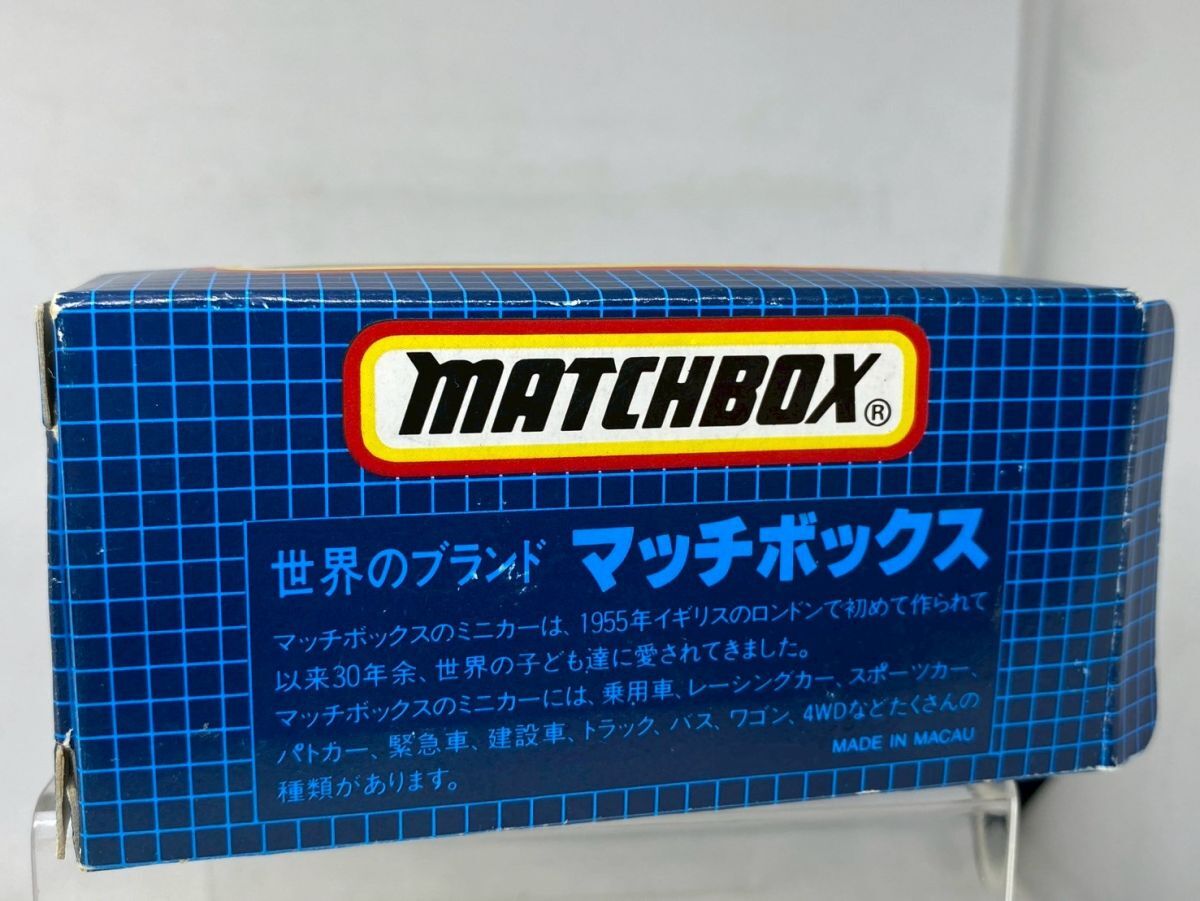 MATCHBOX®
世界のブランド マッチボックス
マッチボックスのミニカーは、1955年イギリスのロンドンで初めて作られて
以来30年余、世界の子ども達に愛されてきました。
マッチボックスのミニカーには、乗用車、レーシングカー、スポーツカー、
パトカー、緊急車、建設車、トラック、バス、ワゴン、4WDなどたくさんの
種類があります。
MADE IN MACAU